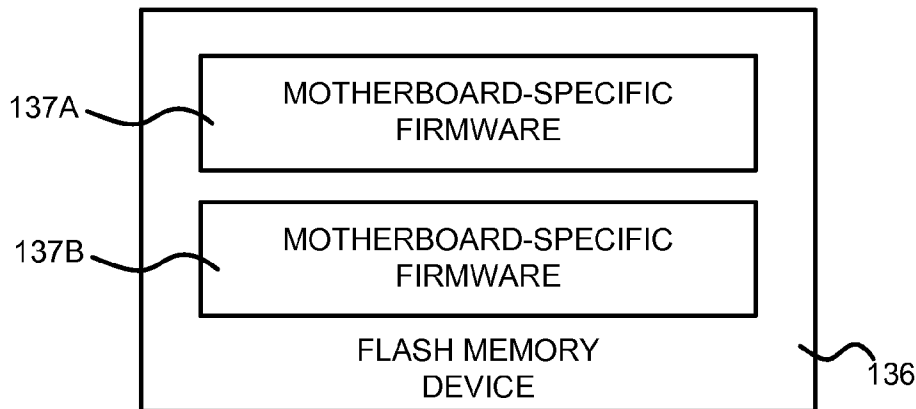 137A
MOTHERBOARD-SPECIFIC
FIRMWARE
137B
MOTHERBOARD-SPECIFIC
FIRMWARE
FLASH MEMORY
DEVICE
136